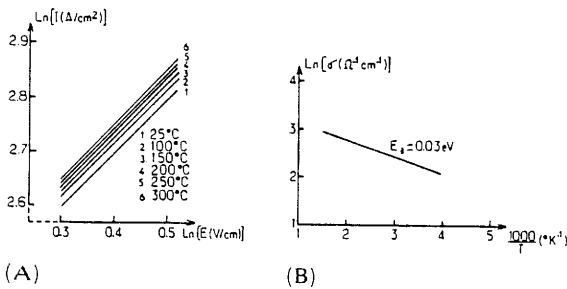 Ln[I(A/cm²)]
2.9
2.8
2.7
2.6
0.3
0.4
0.5
Ln[E(V/cm)]
6
5
4
3
2
1
1 25°C
2 100°C
3 150°C
4 200°C
5 250°C
6 300°C
(A)
Ln[σ(Ω⁻¹cm⁻¹)]
4
3
2
1
Ea=0.03eV
1
2
3
4
5
1000/T (°K⁻¹)
(B)